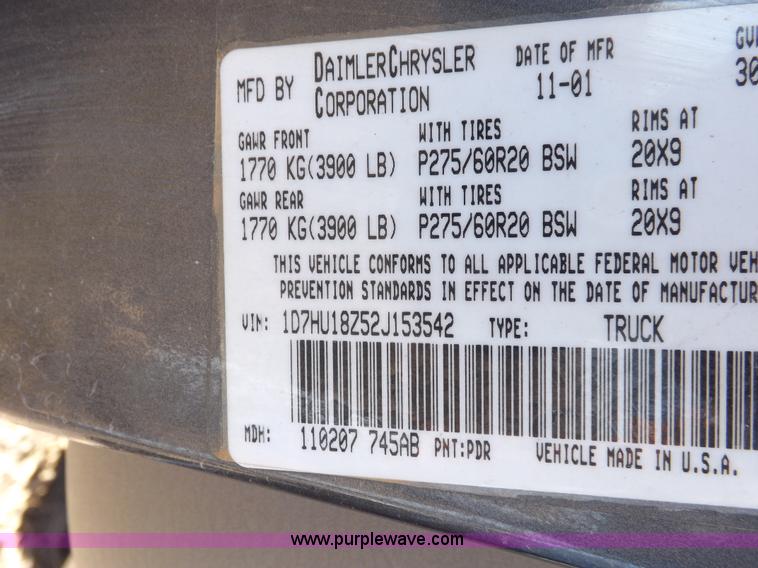 MFD BY DAIMLERCHRYSLER CORPORATION
DATE OF MFR
11-01
30
GAWR FRONT WITH TIRES RIMS AT
1770 KG(3900 LB) P275/60R20 BSW 20X9
GAWR REAR WITH TIRES RIMS AT
1770 KG(3900 LB) P275/60R20 BSW 20X9
THIS VEHICLE CONFORMS TO ALL APPLICABLE FEDERAL MOTOR VEH
PREVENTION STANDARDS IN EFFECT ON THE DATE OF MANUFACTUR
VIN: 1D7HU18Z52J153542 TYPE: TRUCK
MDH: 110207 745AB PNT:PDR VEHICLE MADE IN U.S.A.
www.purplewave.com